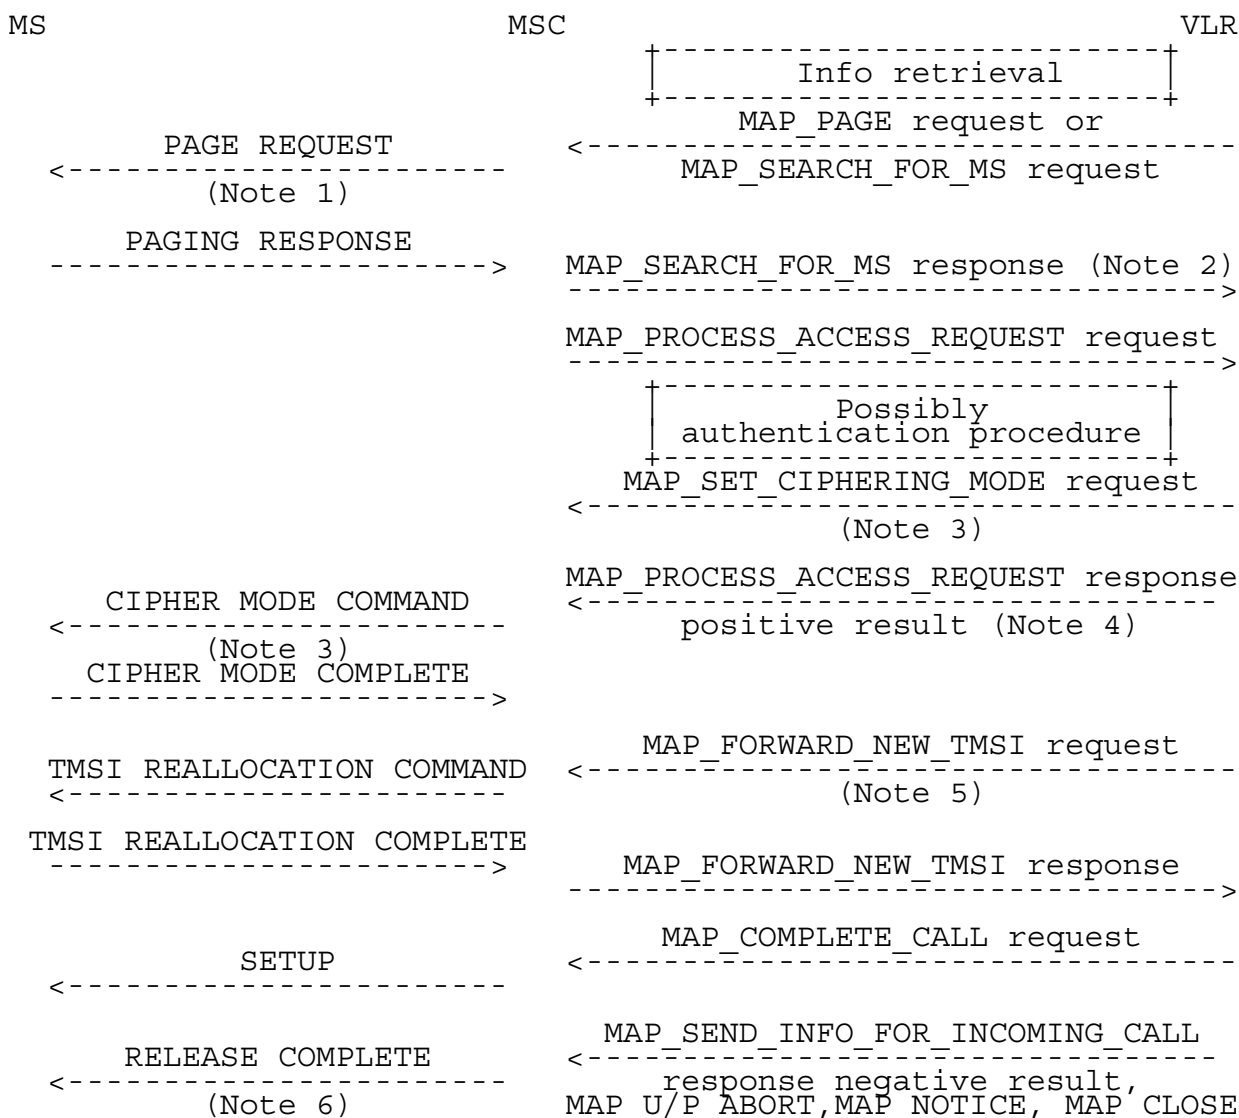 MS MSC VLR
Info retrieval
MAP_PAGE request or
PAGE REQUEST
MAP_SEARCH_FOR_MS request
(Note 1)
PAGING RESPONSE
MAP_SEARCH_FOR_MS response (Note 2)
MAP_PROCESS_ACCESS_REQUEST request
Possibly
authentication procedure
MAP_SET_CIPHERING_MODE request
(Note 3)
MAP_PROCESS_ACCESS_REQUEST response
CIPHER MODE COMMAND
positive result (Note 4)
(Note 3)
CIPHER MODE COMPLETE
MAP_FORWARD_NEW_TMSI request
TMSI REALLOCATION COMMAND
(Note 5)
TMSI REALLOCATION COMPLETE
MAP_FORWARD_NEW_TMSI response
MAP_COMPLETE_CALL request
SETUP
MAP_SEND_INFO_FOR_INCOMING_CALL
RELEASE COMPLETE
response negative result,
(Note 6) MAP U/P ABORT,MAP NOTICE, MAP CLOSE